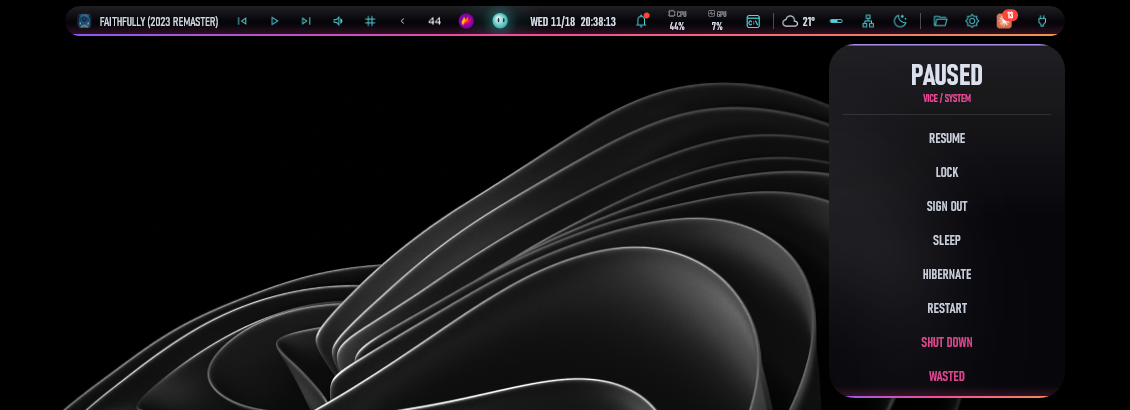 FAITHFULLY (2023 REMASTER)
44
WED 11/18 20:38:13
CPU
44%
GPU
7%
C:\
21°
13
PAUSED
VICE / SYSTEM
RESUME
LOCK
SIGN OUT
SLEEP
HIBERNATE
RESTART
SHUT DOWN
WASTED